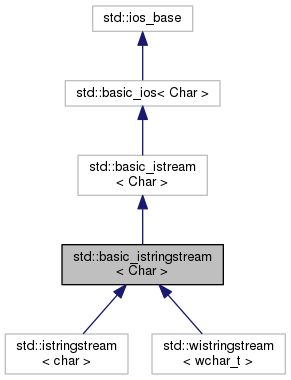 std::ios_base
std::basic_ios< Char >
std::basic_istream
< Char >
std::basic_istringstream
< Char >
std::istringstream
< char >
std::wistringstream
< wchar_t >